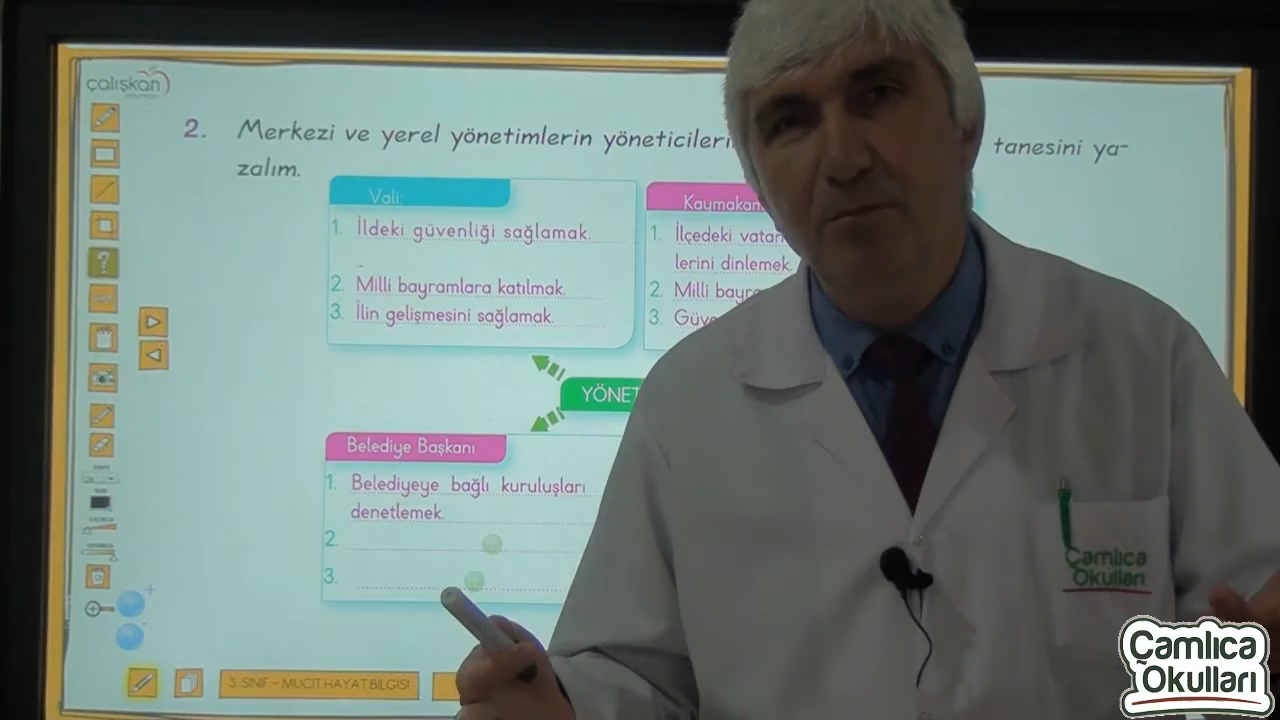 çalışkan
2. Merkezi ve yerel yönetimlerin yöneticileri tanesini ya-
zalım.
Vali:
1. İldeki güvenliği sağlamak.
2. Milli bayramlara katılmak.
3. İlin gelişmesini sağlamak.
Kaymakam
1. İlçedeki vatan
lerini dinlemek.
2. Milli bayra
3. Güve
YÖNET
Belediye Başkanı
1. Belediyeye bağlı kuruluşları
denetlemek.
2.
3.
3. SINIF - MUCİT HAYAT BİLGİSİ
Çamlıca
Okulları
Çamlıca
Okulları